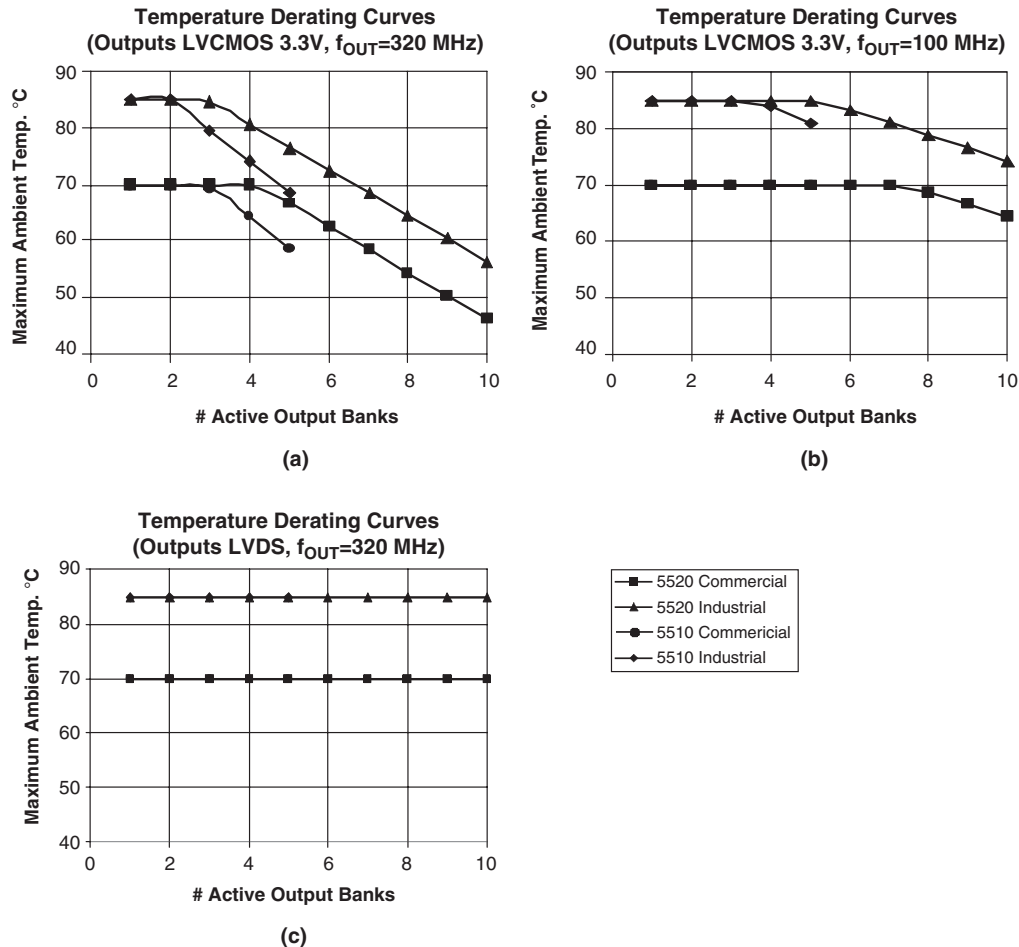 Temperature Derating Curves
(Outputs LVCMOS 3.3V, fOUT=320 MHz)
Maximum Ambient Temp. °C
90
80
70
60
50
40
0 2 4 6 8 10
# Active Output Banks
(a)
Temperature Derating Curves
(Outputs LVCMOS 3.3V, fOUT=100 MHz)
Maximum Ambient Temp. °C
90
80
70
60
50
40
0 2 4 6 8 10
# Active Output Banks
(b)
Temperature Derating Curves
(Outputs LVDS, fOUT=320 MHz)
Maximum Ambient Temp. °C
90
80
70
60
50
40
0 2 4 6 8 10
# Active Output Banks
(c)
5520 Commercial
5520 Industrial
5510 Commericial
5510 Industrial